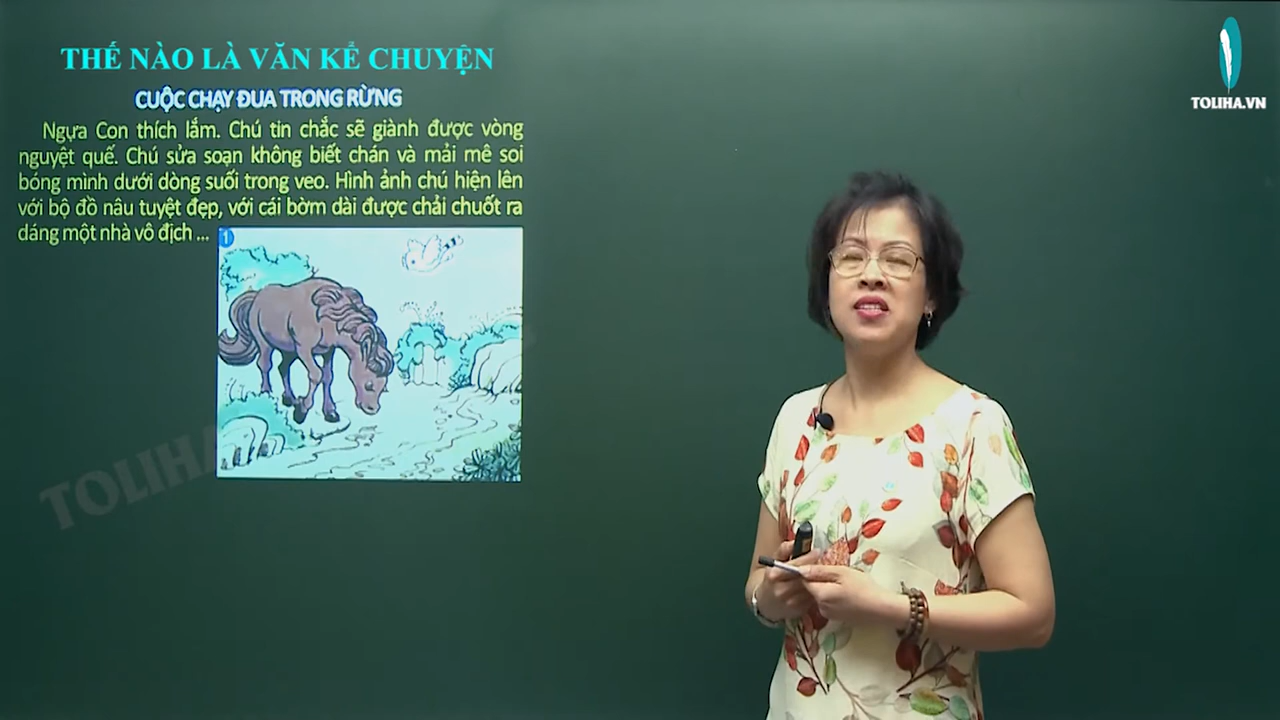 THẾ NÀO LÀ VĂN KỂ CHUYỆN
CUỘC CHẠY ĐUA TRONG RỪNG
Ngựa Con thích lắm. Chú tin chắc sẽ giành được vòng
nguyệt quế. Chú sửa soạn không biết chán và mải mê soi
bóng mình dưới dòng suối trong veo. Hình ảnh chú hiện lên
với bộ đồ nâu tuyệt đẹp, với cái bờm dài được chải chuốt ra
dáng một nhà vô địch ...
1
TOLIHA.VN
TOLIHA